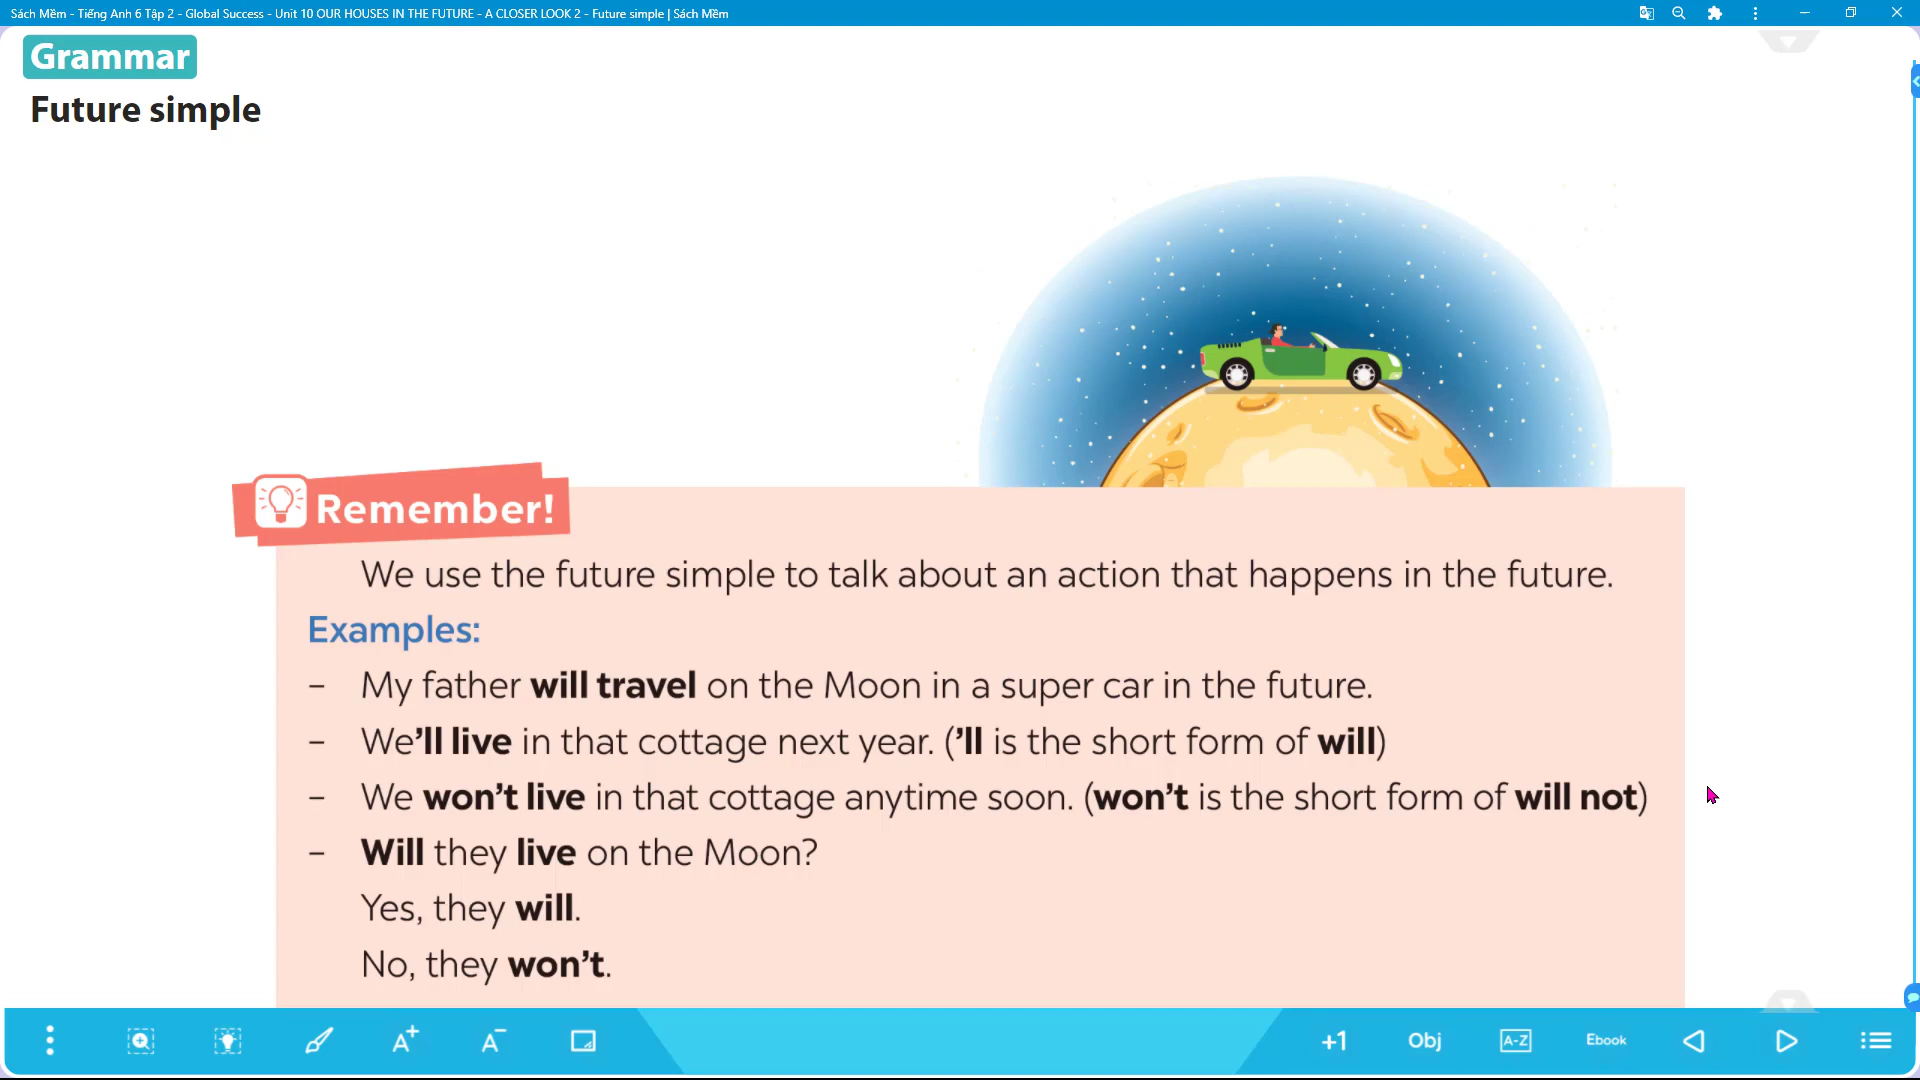 Sách Mềm - Tiếng Anh 6 Tập 2 - Global Success - Unit 10 OUR HOUSES IN THE FUTURE - A CLOSER LOOK 2 - Future simple | Sách Mềm
Grammar
Future simple
Remember!
We use the future simple to talk about an action that happens in the future.
Examples:
– My father will travel on the Moon in a super car in the future.
– We’ll live in that cottage next year. (’ll is the short form of will)
– We won’t live in that cottage anytime soon. (won’t is the short form of will not)
– Will they live on the Moon?
Yes, they will.
No, they won’t.
A+ A- +1 Obj A-Z Ebook